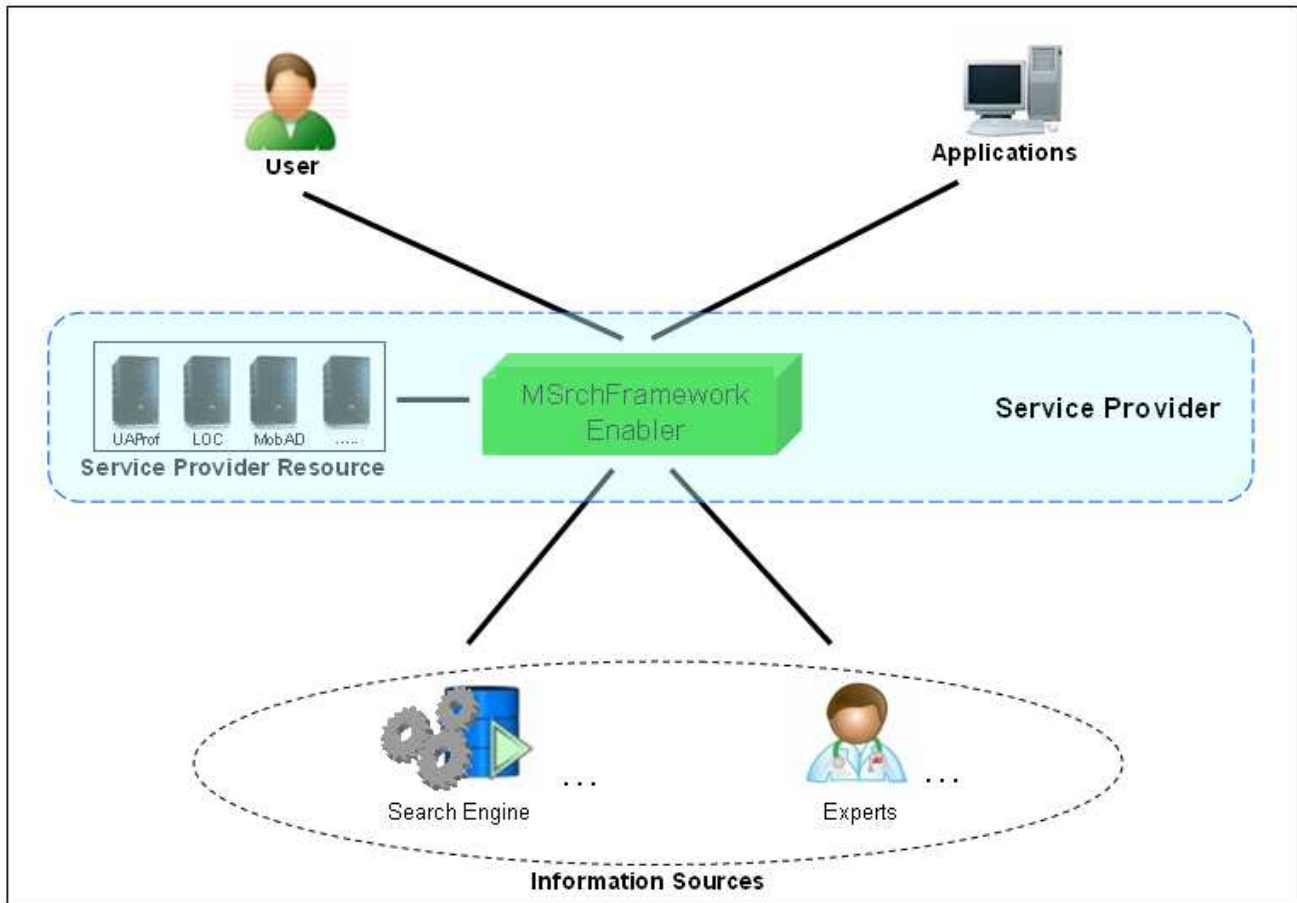 User
Applications
MSrchFramework
Enabler
Service Provider
UAProf LOC MobAD .....
Service Provider Resource
...
...
Search Engine
Experts
Information Sources